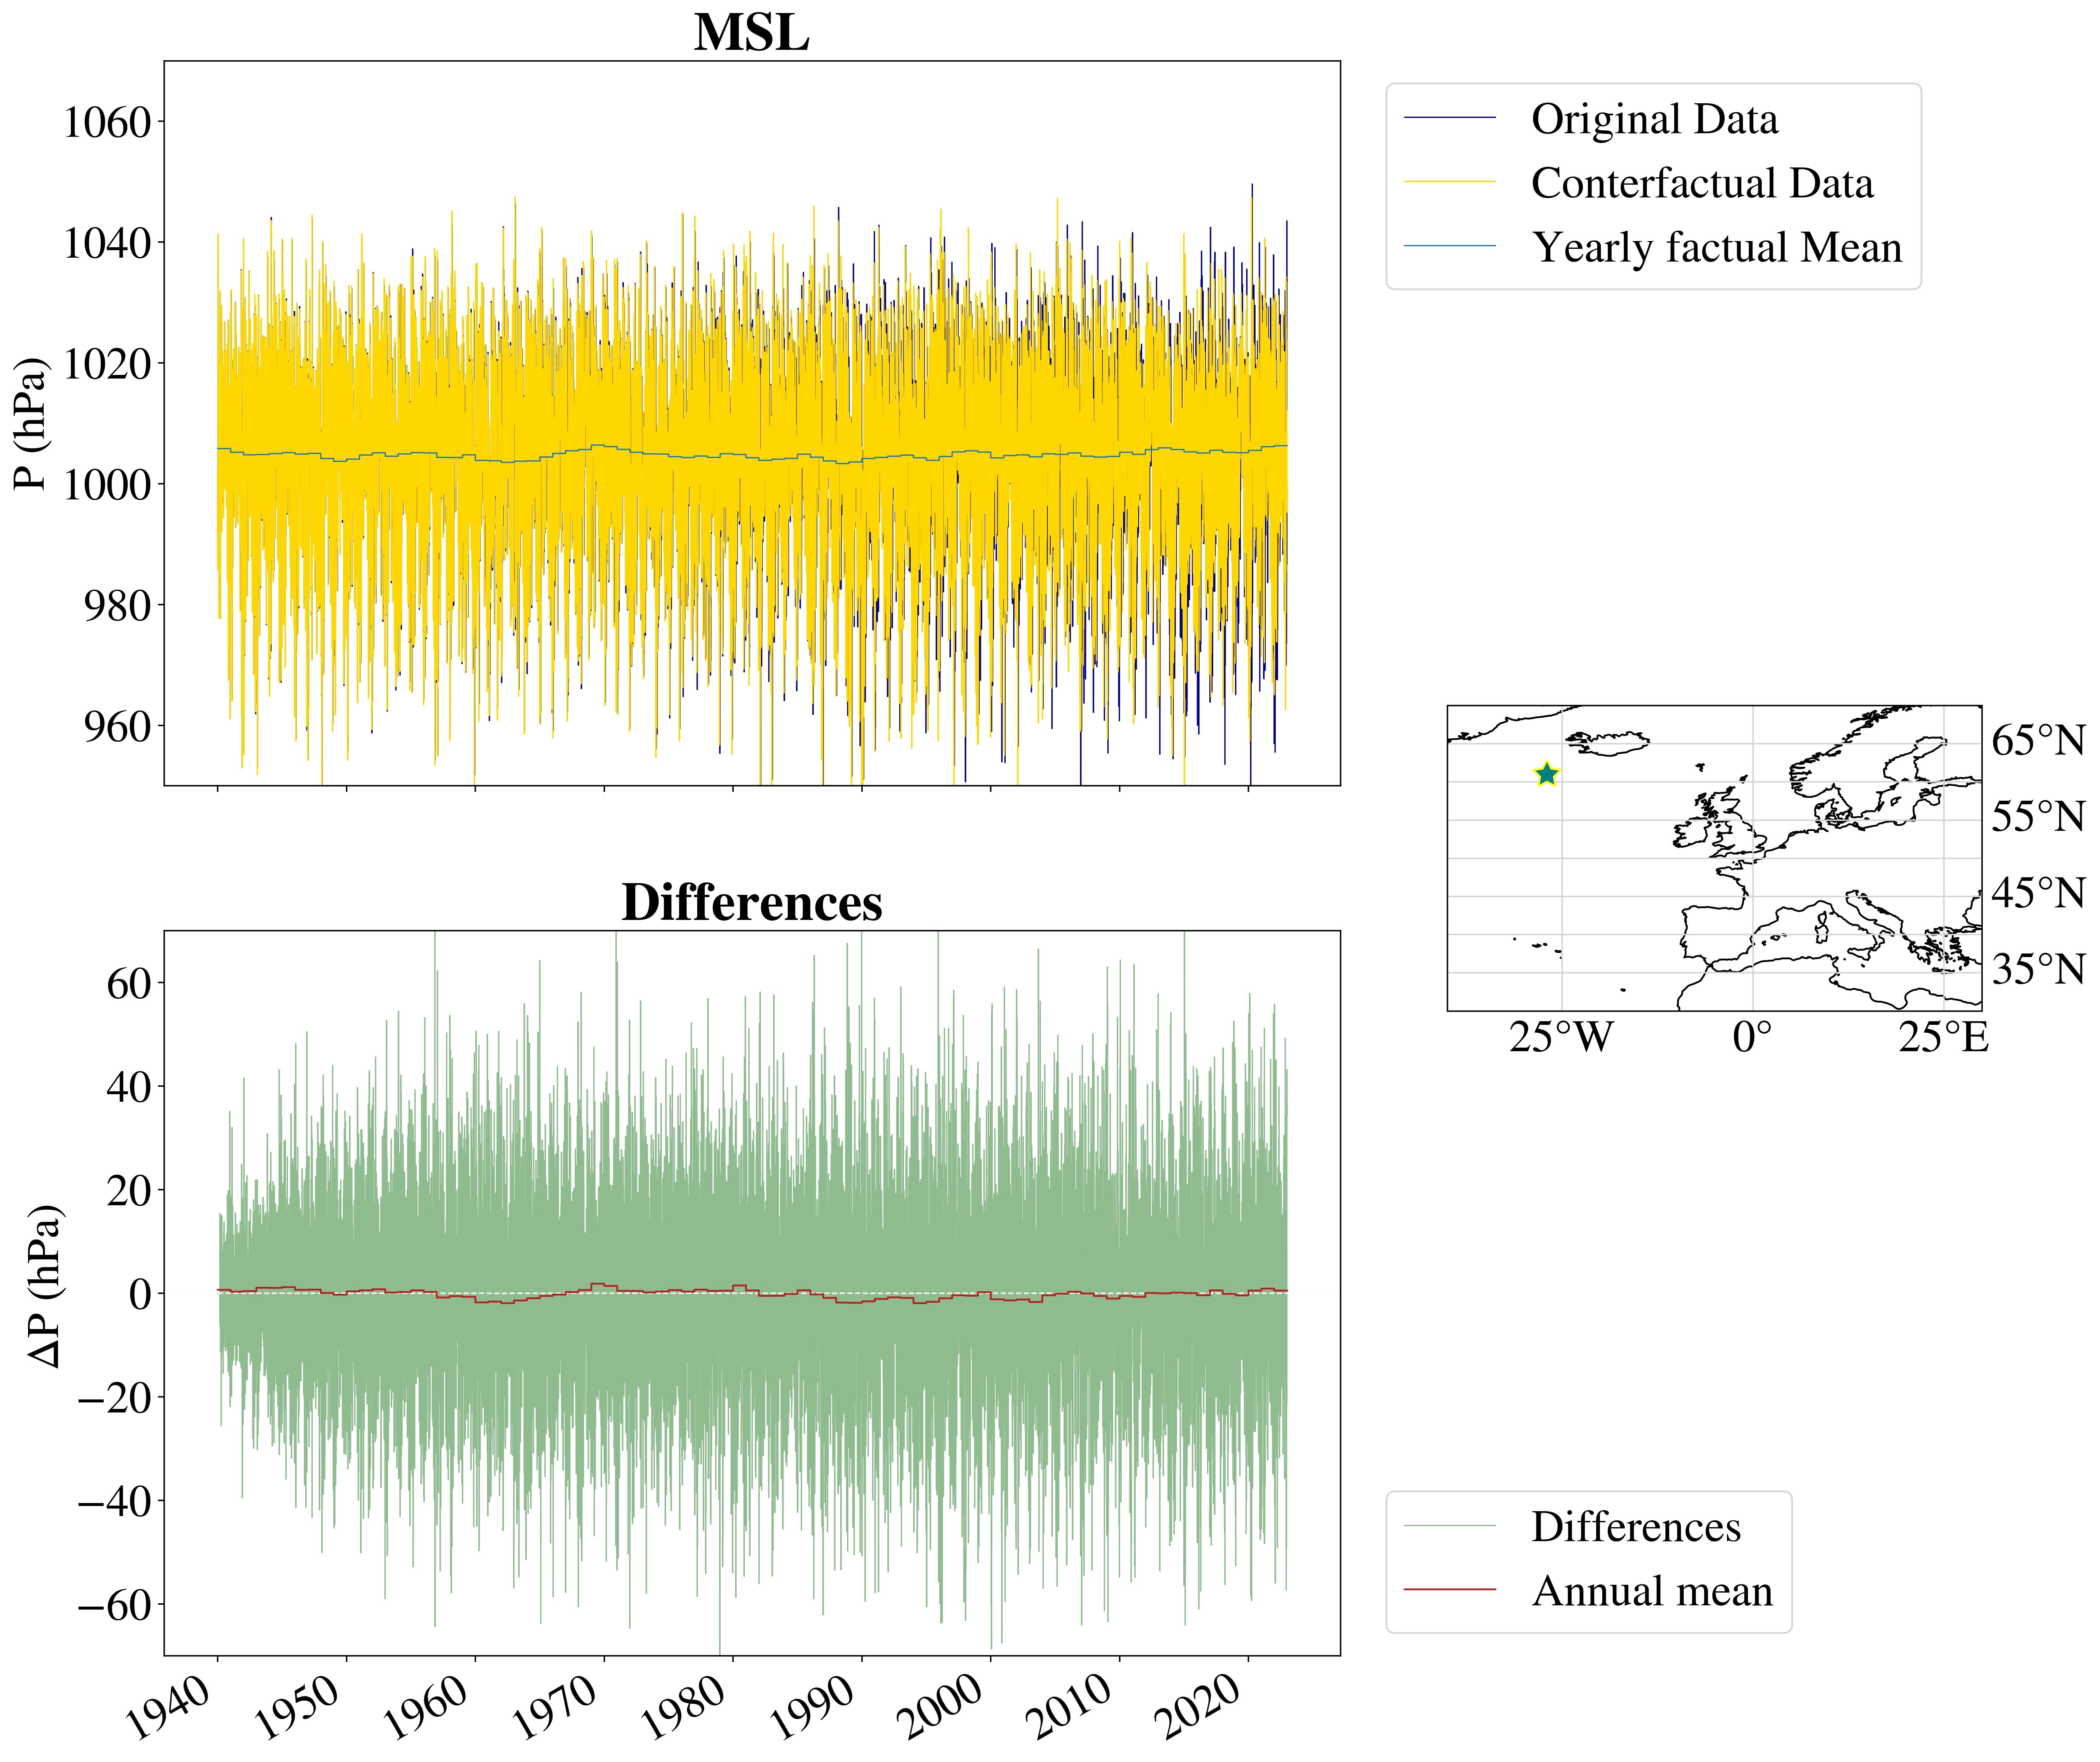 MSL
1060
1040
1020
1000
980
960
P (hPa)
Original Data
Conterfactual Data
Yearly factual Mean
65°N
55°N
45°N
35°N
25°W 0° 25°E
Differences
60
40
20
0
−20
−40
−60
ΔP (hPa)
1940 1950 1960 1970 1980 1990 2000 2010 2020
Differences
Annual mean